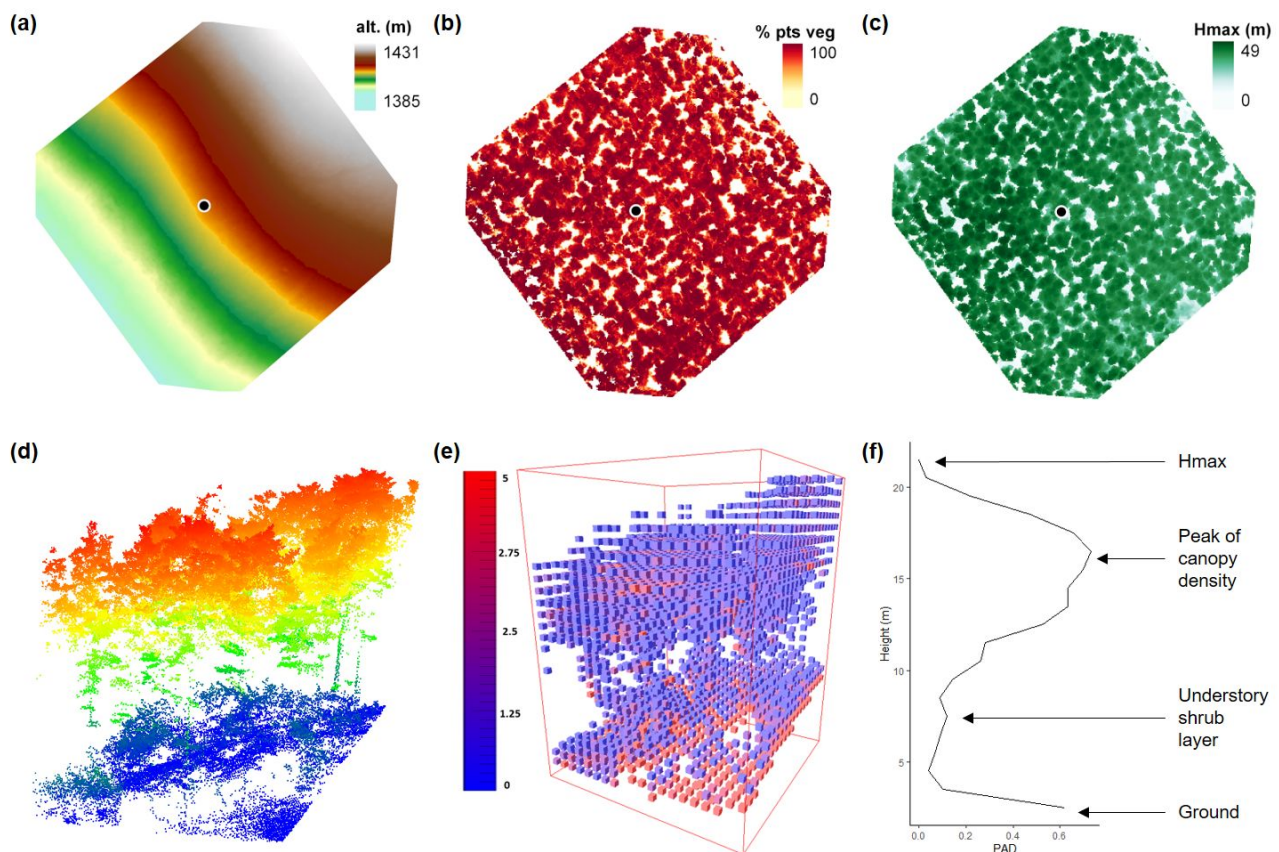 (a)
alt. (m)
1431
1385
(b)
% pts veg
100
0
(c)
Hmax (m)
49
0
(d)
(e)
5
2.75
2.5
1.25
0
(f)
Height (m)
20
15
10
5
0.0
0.2
0.4
0.6
PAD
Hmax
Peak of
canopy
density
Understory
shrub
layer
Ground